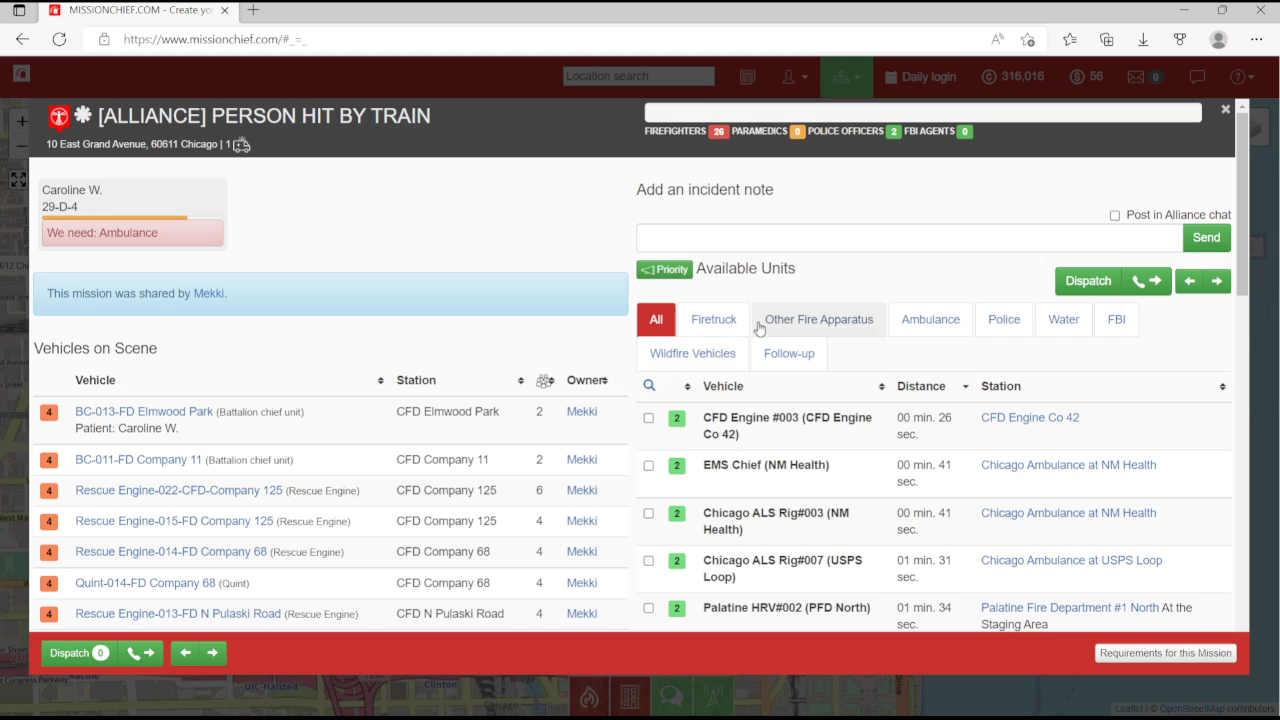 MISSIONCHIEF.COM - Create yo
https://www.missionchief.com/#_=_
Location search
Daily login
316,016
56
0
[ALLIANCE] PERSON HIT BY TRAIN
10 East Grand Avenue, 60611 Chicago | 1
FIREFIGHTERS 26 PARAMEDICS 0 POLICE OFFICERS 2 FBI AGENTS 0
Caroline W.
29-D-4
We need: Ambulance
This mission was shared by Mekki.
Vehicles on Scene
Vehicle Station Owner
4 BC-013-FD Elmwood Park (Battalion chief unit) CFD Elmwood Park 2 Mekki
Patient: Caroline W.
4 BC-011-FD Company 11 (Battalion chief unit) CFD Company 11 2 Mekki
4 Rescue Engine-022-CFD-Company 125 (Rescue Engine) CFD Company 125 6 Mekki
4 Rescue Engine-015-FD Company 125 (Rescue Engine) CFD Company 125 4 Mekki
4 Rescue Engine-014-FD Company 68 (Rescue Engine) CFD Company 68 4 Mekki
4 Quint-014-FD Company 68 (Quint) CFD Company 68 4 Mekki
4 Rescue Engine-013-FD N Pulaski Road (Rescue Engine) CFD N Pulaski Road 4 Mekki
Add an incident note
Post in Alliance chat
Send
Priority Available Units
Dispatch
All Firetruck Other Fire Apparatus Ambulance Police Water FBI
Wildfire Vehicles Follow-up
Vehicle Distance Station
2 CFD Engine #003 (CFD Engine 00 min. 26 CFD Engine Co 42
Co 42) sec.
2 EMS Chief (NM Health) 00 min. 41 Chicago Ambulance at NM Health
sec.
2 Chicago ALS Rig#003 (NM 00 min. 41 Chicago Ambulance at NM Health
Health) sec.
2 Chicago ALS Rig#007 (USPS 01 min. 31 Chicago Ambulance at USPS Loop
Loop) sec.
2 Palatine HRV#002 (PFD North) 01 min. 34 Palatine Fire Department #1 North At the
sec. Staging Area
Dispatch 0
Requirements for this Mission
UIC-Halsted
Clinton
Leaflet | © OpenStreetMap contributors